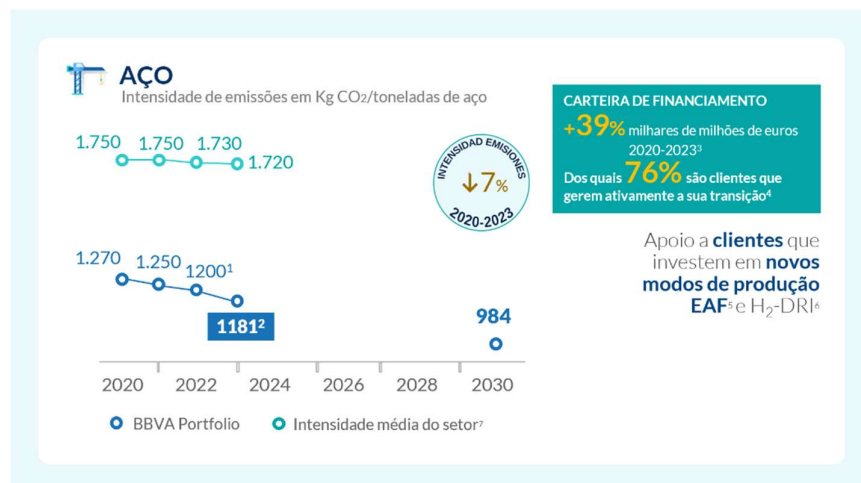 AÇO
Intensidade de emissões em Kg CO2/toneladas de aço
1.750 1.750 1.730 1.720
INTENSIDAD EMISIONES
↓7%
2020-2023
1.270 1.250 1200¹ 1181²
984
2020 2022 2024 2026 2028 2030
BBVA Portfolio Intensidade média do setor⁷
CARTEIRA DE FINANCIAMENTO
+39% milhares de milhões de euros
2020-2023³
Dos quais 76% são clientes que
gerem ativamente a sua transição⁴
Apoio a clientes que
investem em novos
modos de produção
EAF⁵ e H₂-DRI⁶